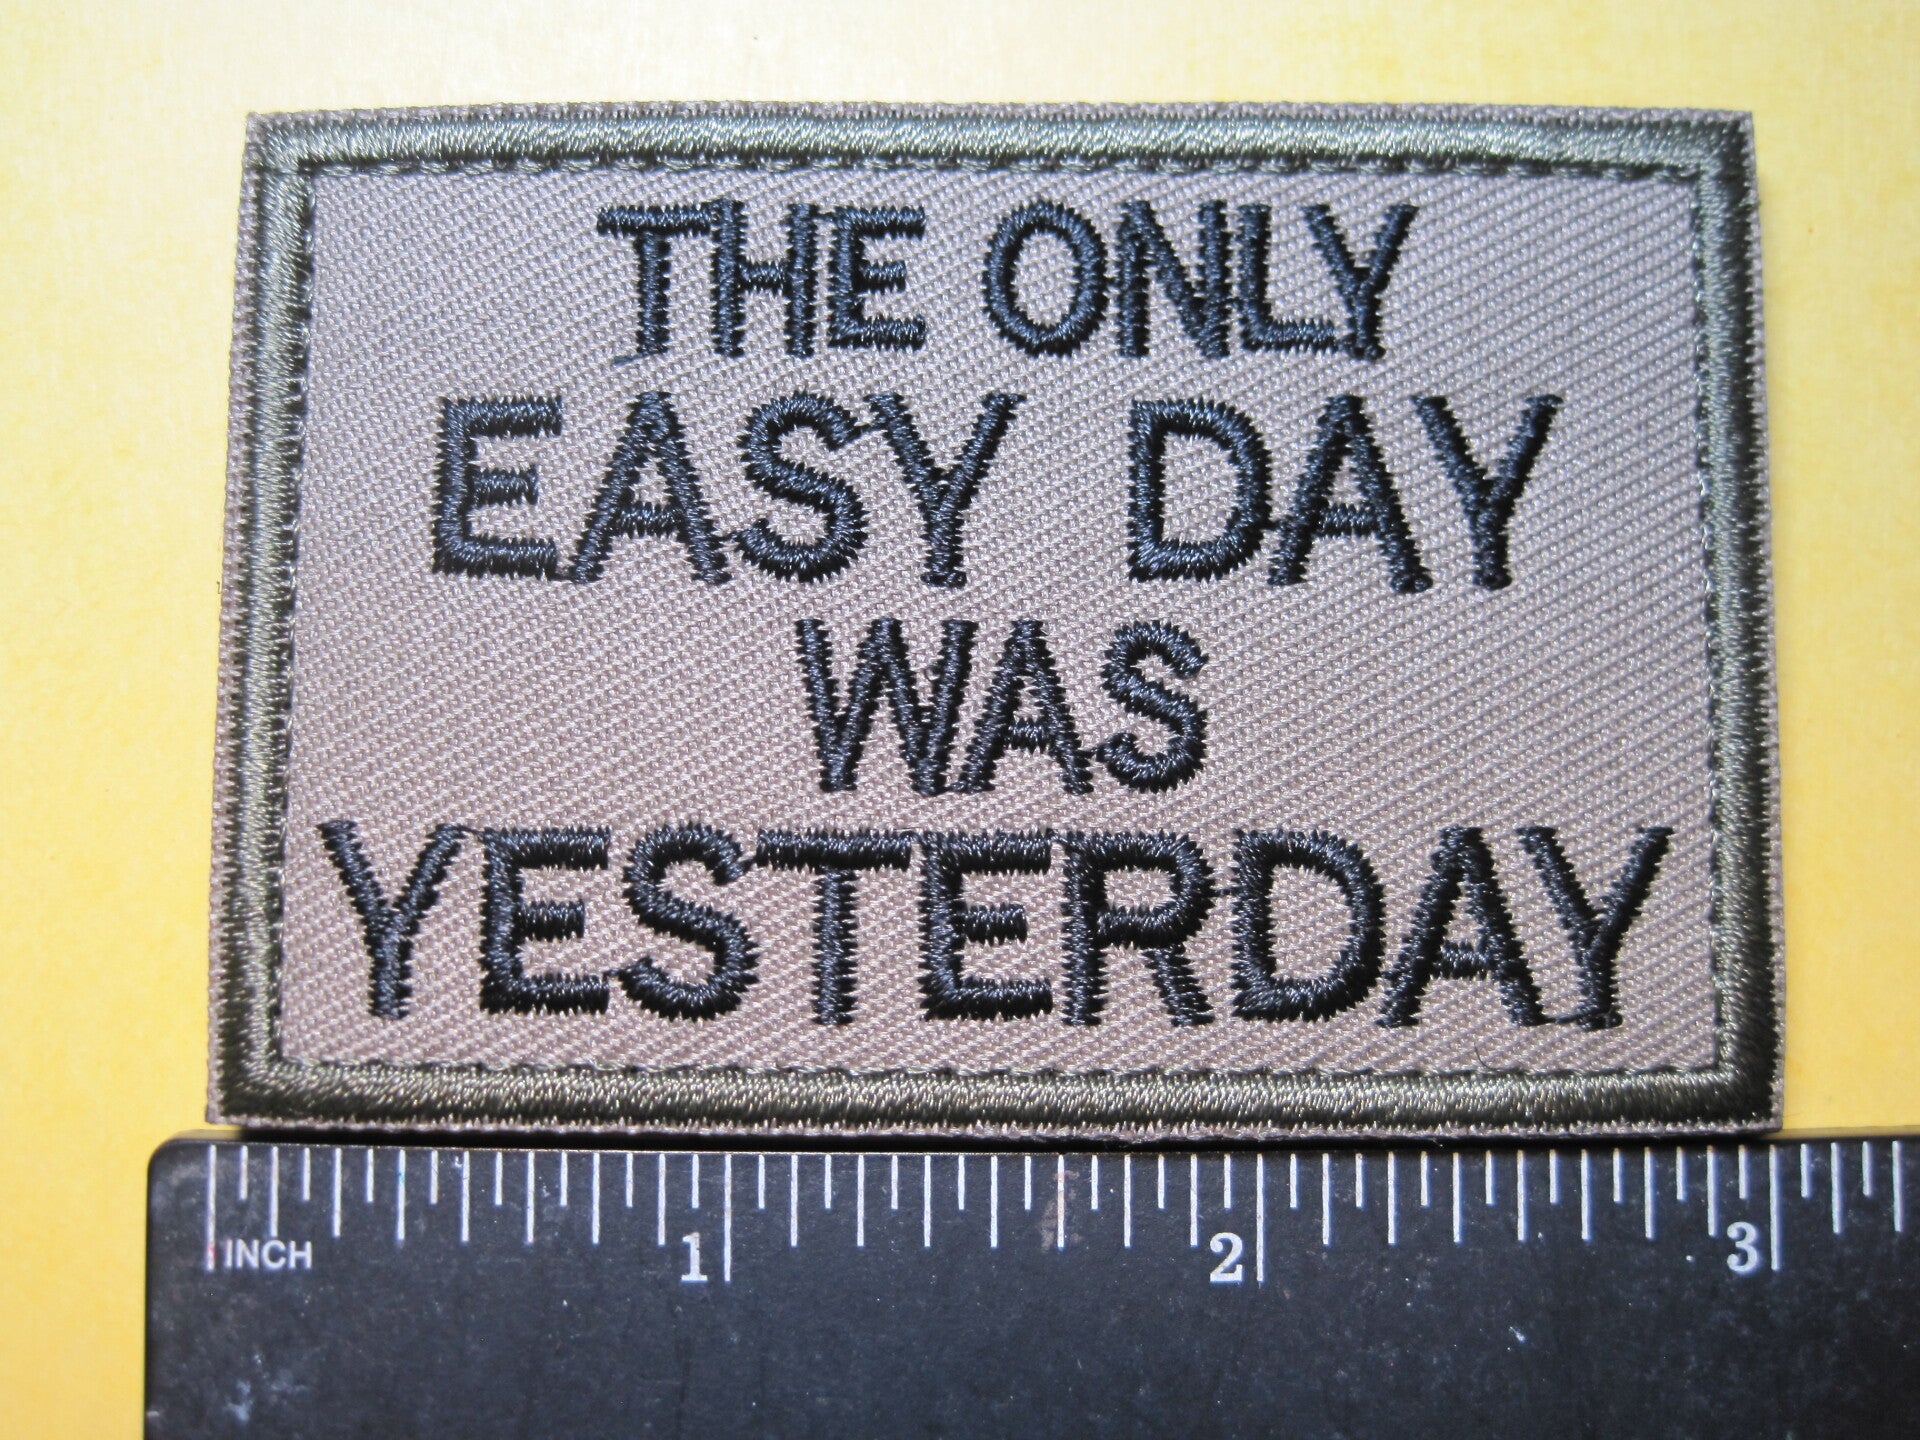 THE ONLY
EASY DAY
WAS
YESTERDAY
INCH 1 2 3